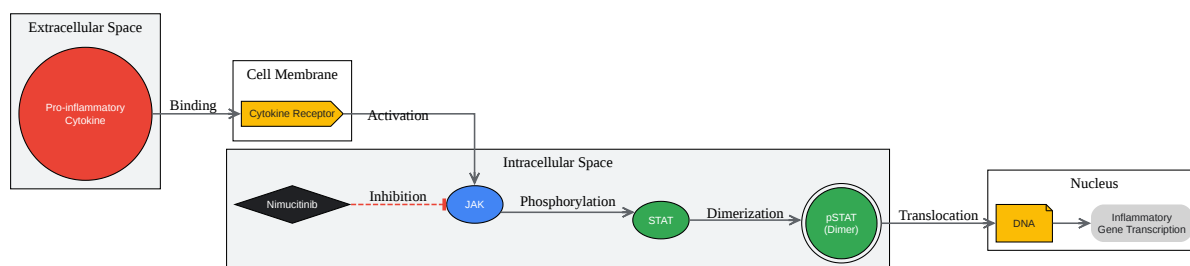 Extracellular Space
Pro-inflammatory
Cytokine
Binding
Cell Membrane
Cytokine Receptor
Activation
Intracellular Space
Nimucitinib
Inhibition
JAK
Phosphorylation
STAT
Dimerization
pSTAT
(Dimer)
Translocation
Nucleus
DNA
Inflammatory
Gene Transcription